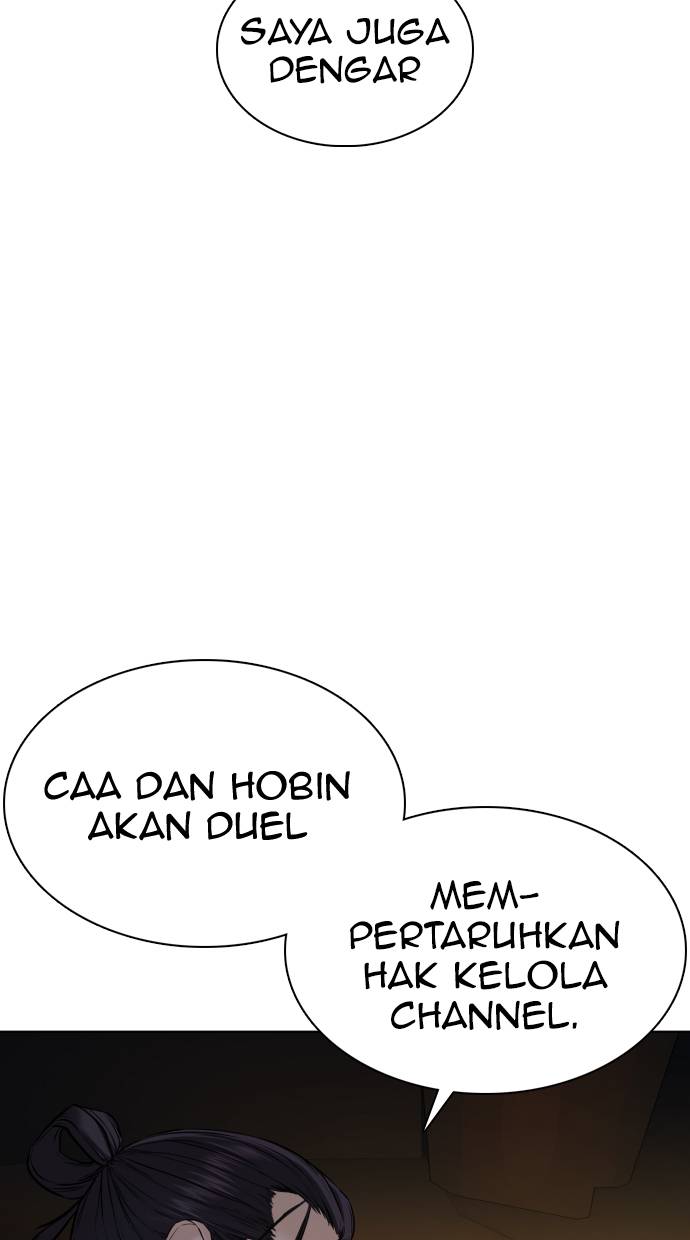 SAYA JUGA
DENGAR
CAA DAN HOBIN
AKAN DUEL
MEM-
PERTARUHKAN
HAK KELOLA
CHANNEL.